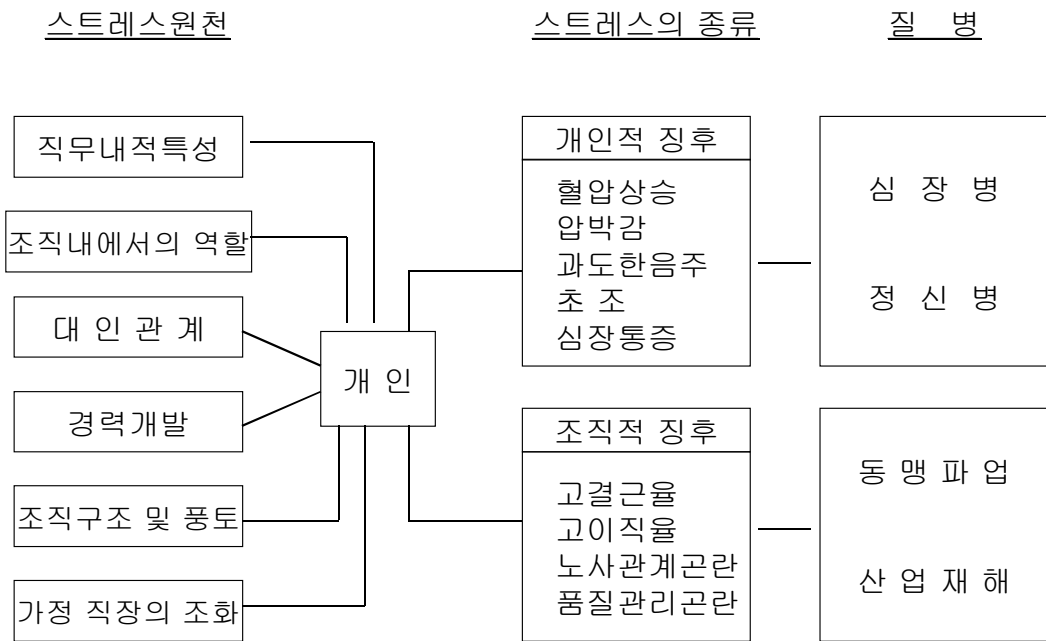 스트레스원천
스트레스의 종류
질 병
직무내적특성
조직내에서의 역할
대 인 관 계
경력개발
조직구조 및 풍토
가정 직장의 조화
개 인
개인적 징후
혈압상승
압박감
과도한음주
초 조
심장통증
조직적 징후
고결근율
고이직율
노사관계곤란
품질관리곤란
심 장 병
정 신 병
동 맹 파 업
산 업 재 해